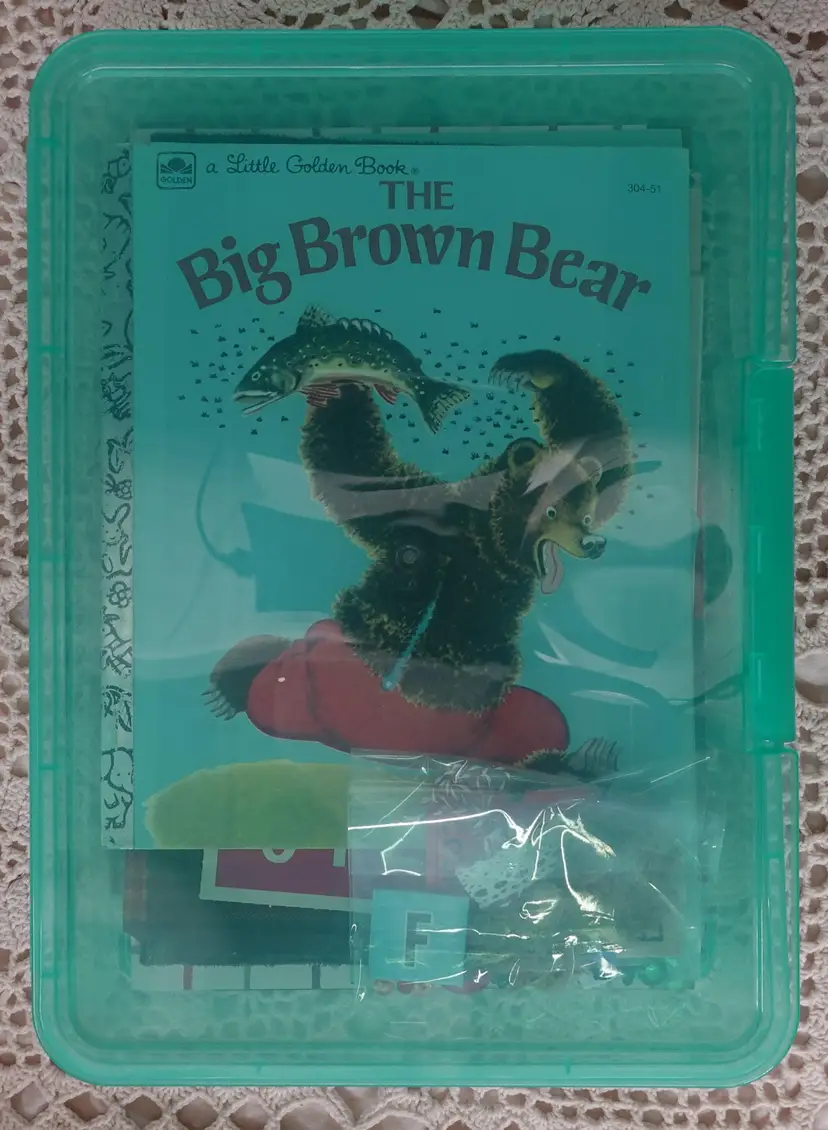 GOLDEN
a Little Golden Book®
304-51
THE
Big Brown Bear
F